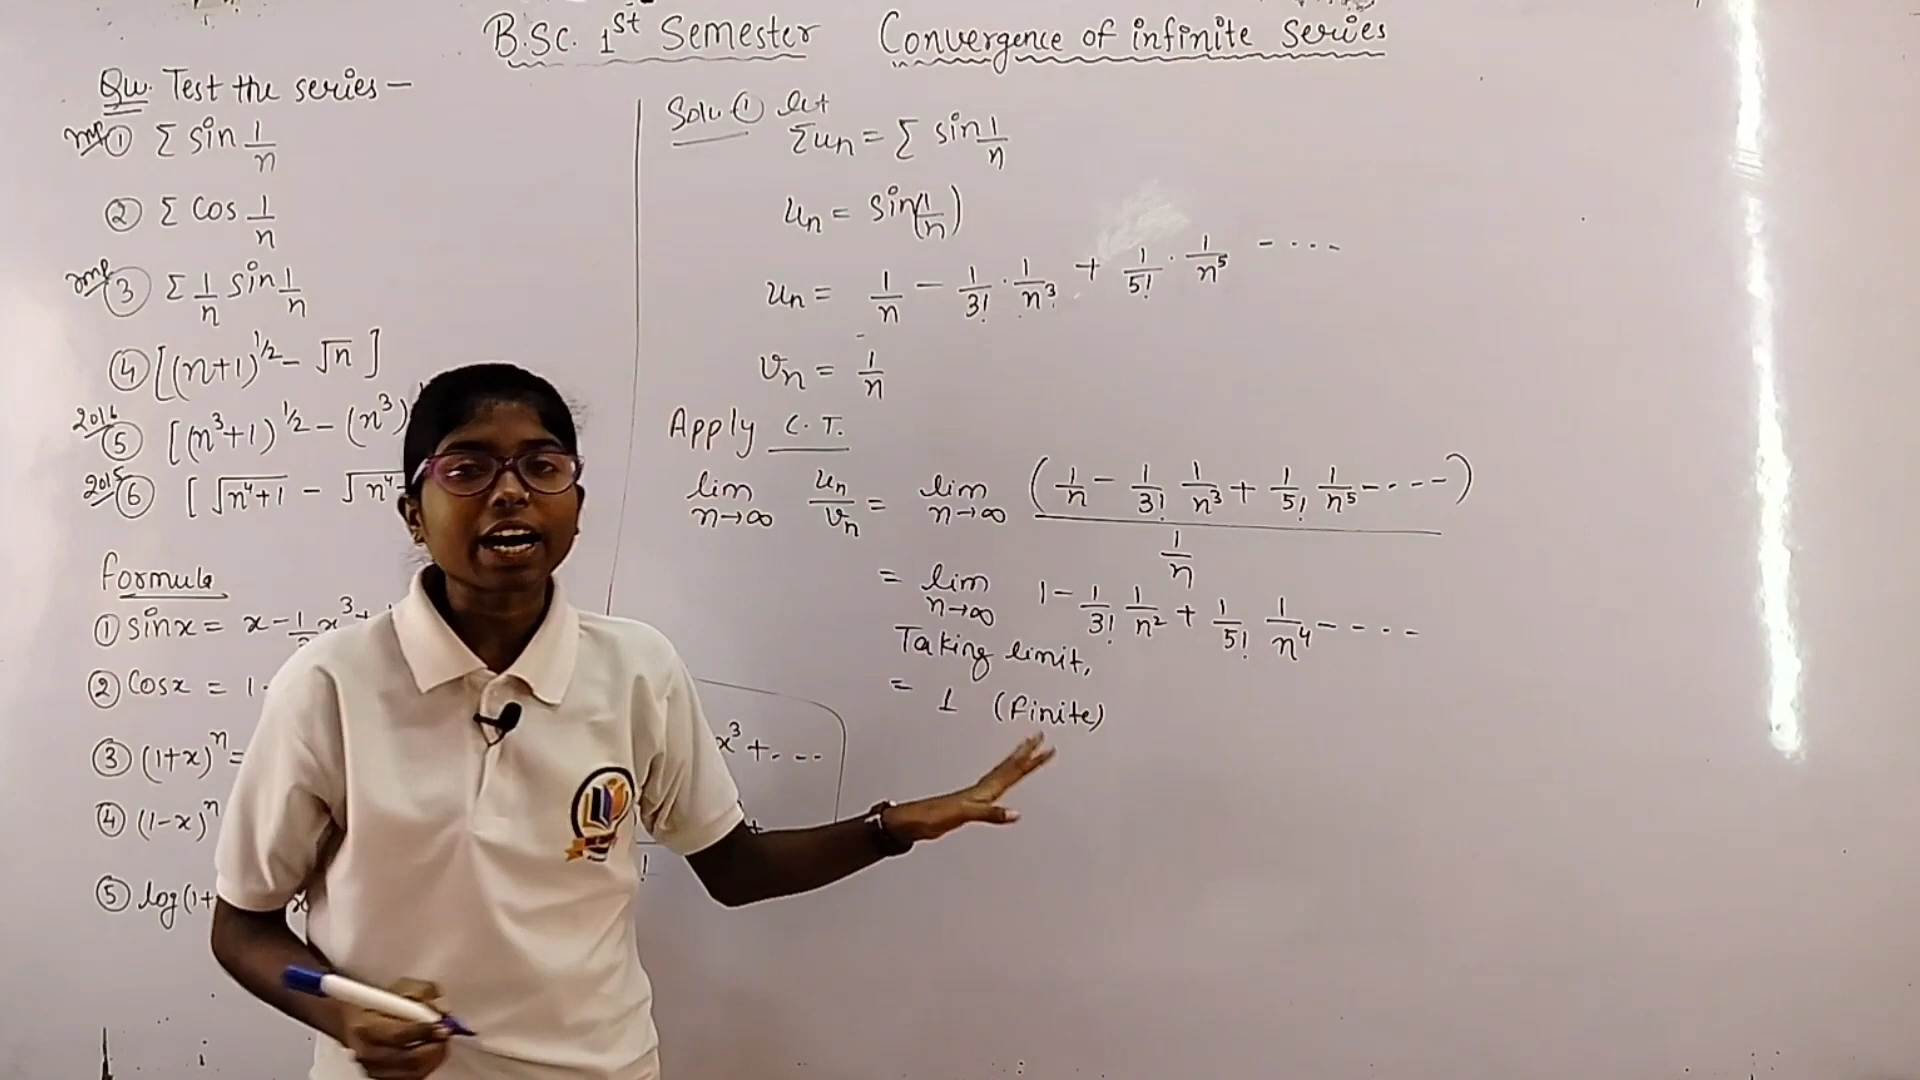 B.Sc. 1st Semester Convergence of infinite series
Qu. Test the series-
Imp ① Σ sin 1/n
② Σ cos 1/n
Imp ③ Σ 1/n sin 1/n
④ [(n+1)^1/2 - √n ]
2016 ⑤ [(n³+1)^1/2 - (n³)
2015 ⑥ [ √n⁴+1 - √n⁴-
formula
① sinx = x - 1/3 x³ +
② Cosx = 1-
③ (1+x)ⁿ =
x³ + ....
④ (1-x)ⁿ
⑤ log(1+
Solu. ① let
Σun = Σ sin 1/n
un = sin(1/n)
un = 1/n - 1/3! · 1/n³ + 1/5! · 1/n⁵ - ....
vn = 1/n
Apply C.T.
lim n→∞ un/vn = lim n→∞ (1/n - 1/3! 1/n³ + 1/5! 1/n⁵ - ....) / 1/n
= lim n→∞ 1 - 1/3! 1/n² + 1/5! 1/n⁴ - ....
Taking limit,
= 1 (finite)